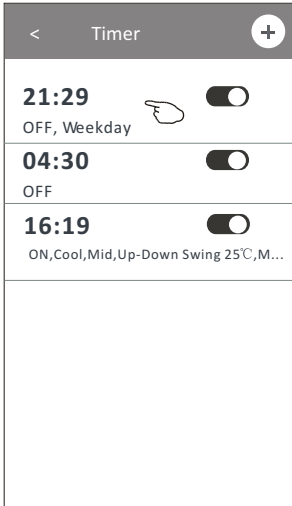 < Timer +
21:29
OFF, Weekday
04:30
OFF
16:19
ON,Cool,Mid,Up-Down Swing 25℃,M...